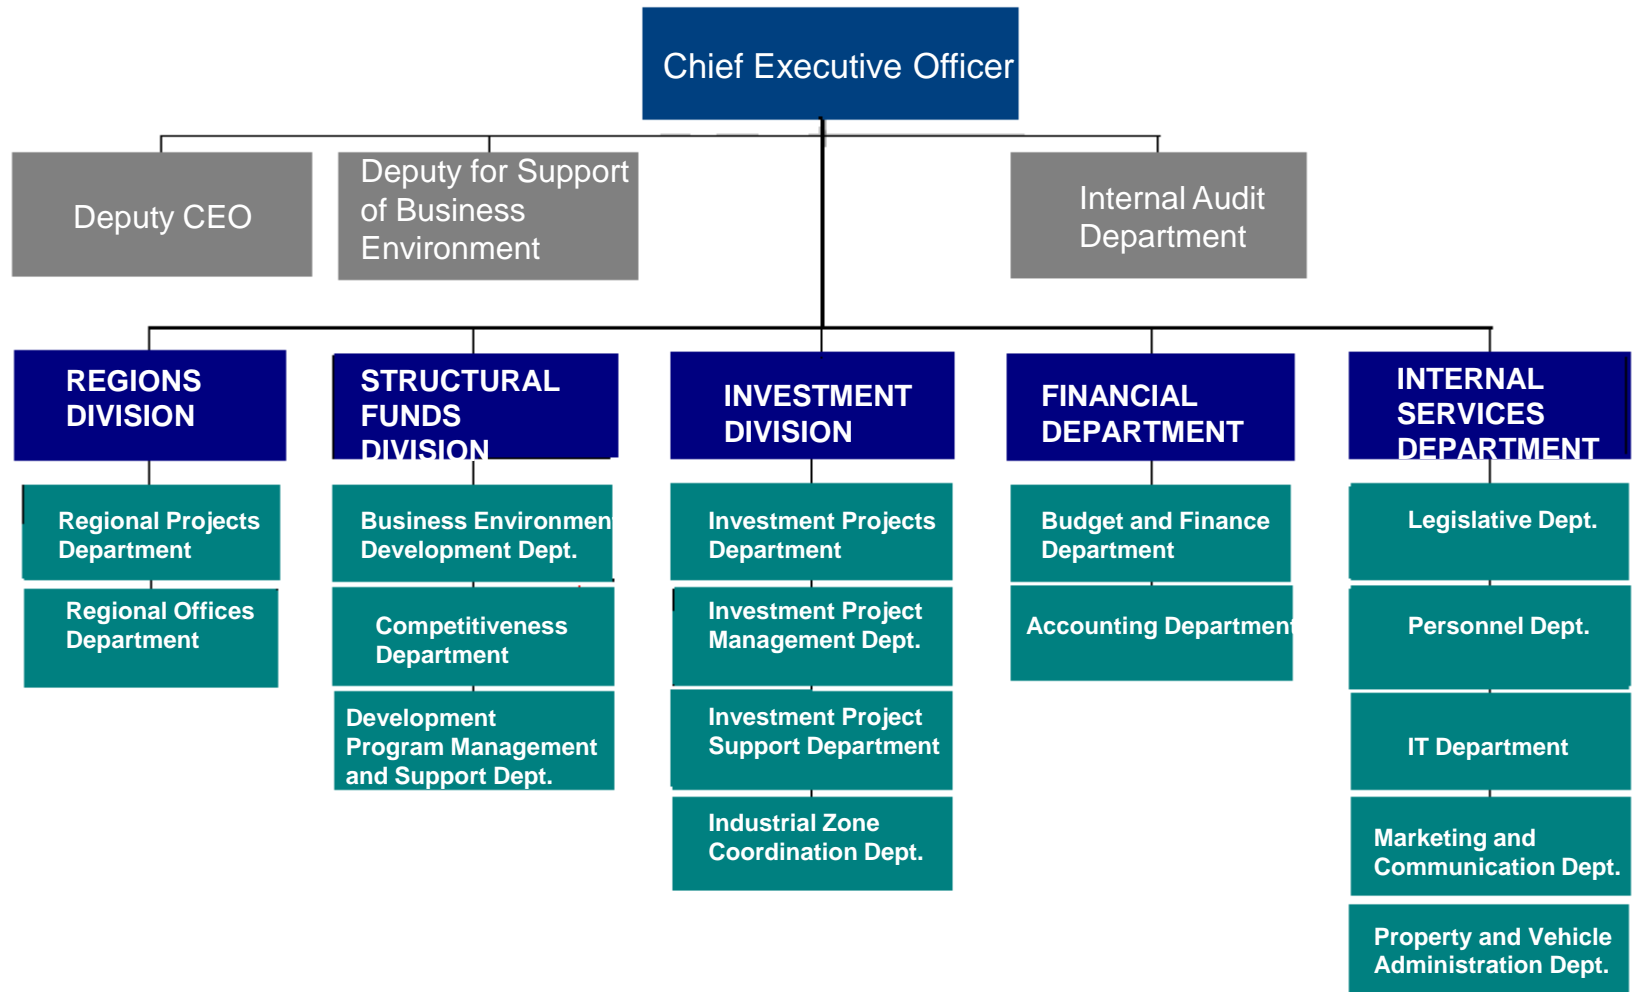 Chief Executive Officer
Deputy CEO
Deputy for Support
of Business
Environment
Internal Audit
Department
REGIONS
DIVISION
STRUCTURAL
FUNDS
DIVISION
INVESTMENT
DIVISION
FINANCIAL
DEPARTMENT
INTERNAL
SERVICES
DEPARTMENT
Regional Projects
Department
Regional Offices
Department
Business Environment
Development Dept.
Competitiveness
Department
Development
Program Management
and Support Dept.
Investment Projects
Department
Investment Project
Management Dept.
Investment Project
Support Department
Industrial Zone
Coordination Dept.
Budget and Finance
Department
Accounting Department
Legislative Dept.
Personnel Dept.
IT Department
Marketing and
Communication Dept.
Property and Vehicle
Administration Dept.